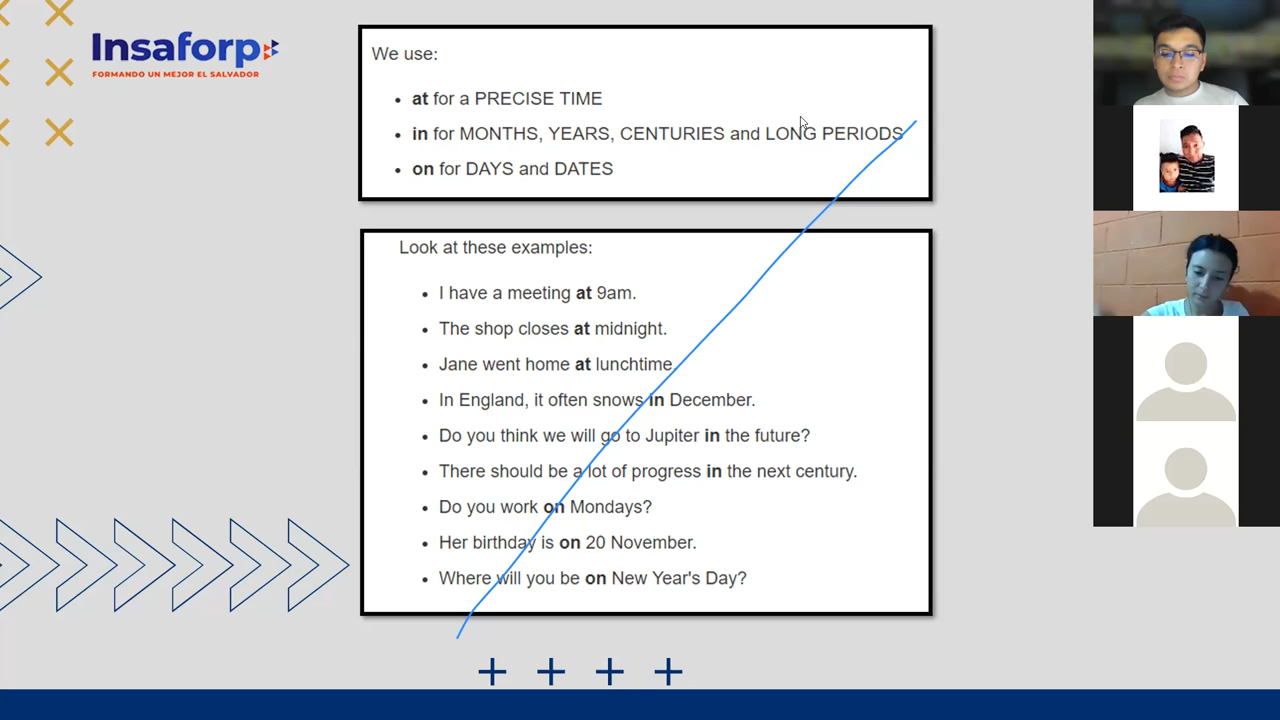 Insaforp
FORMANDO UN MEJOR EL SALVADOR
We use:
• at for a PRECISE TIME
• in for MONTHS, YEARS, CENTURIES and LONG PERIODS
• on for DAYS and DATES
Look at these examples:
• I have a meeting at 9am.
• The shop closes at midnight.
• Jane went home at lunchtime.
• In England, it often snows in December.
• Do you think we will go to Jupiter in the future?
• There should be a lot of progress in the next century.
• Do you work on Mondays?
• Her birthday is on 20 November.
• Where will you be on New Year's Day?